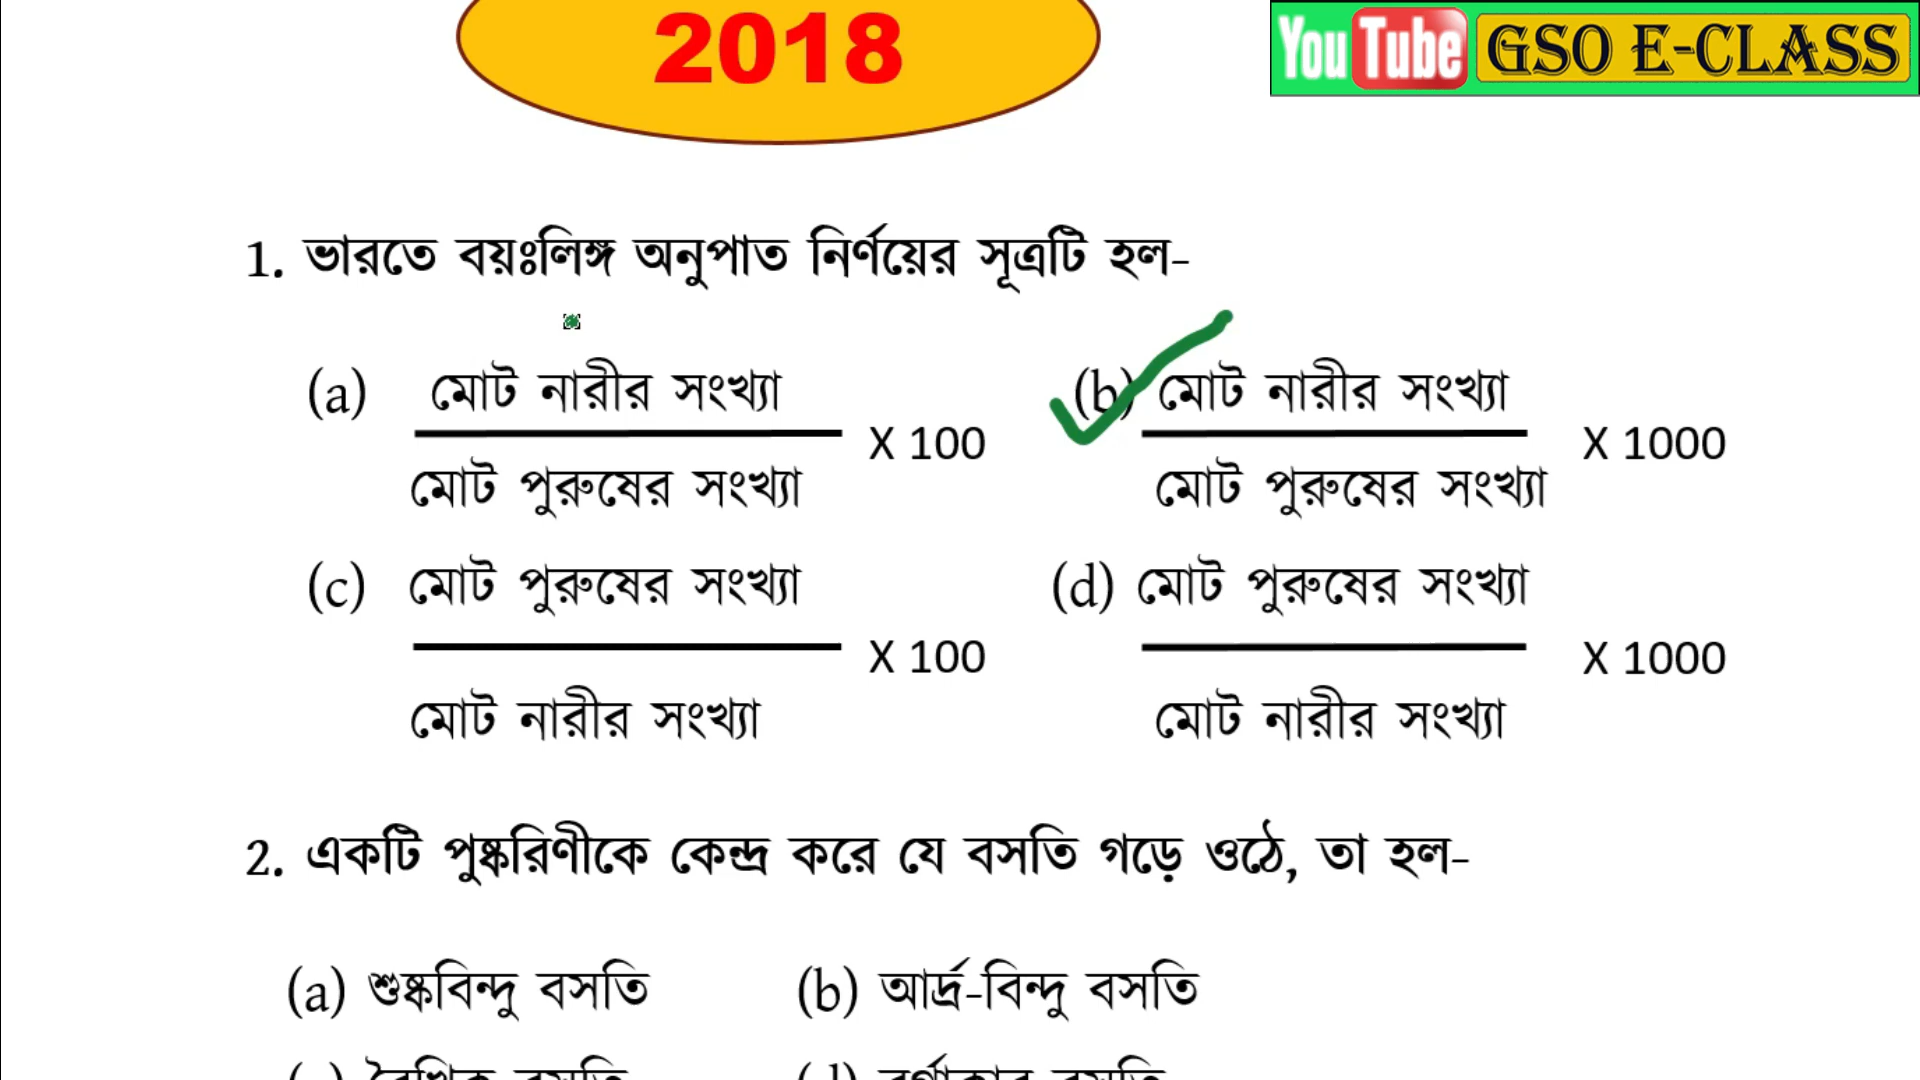 2018
YouTube GSO E-CLASS
1. ভারতে বয়ঃলিঙ্গ অনুপাত নির্ণয়ের সূত্রটি হল-
(a) মোট নারীর সংখ্যা
মোট পুরুষের সংখ্যা X 100
(b) মোট নারীর সংখ্যা
মোট পুরুষের সংখ্যা X 1000
(c) মোট পুরুষের সংখ্যা
মোট নারীর সংখ্যা X 100
(d) মোট পুরুষের সংখ্যা
মোট নারীর সংখ্যা X 1000
2. একটি পুষ্করিণীকে কেন্দ্র করে যে বসতি গড়ে ওঠে, তা হল-
(a) শুষ্কবিন্দু বসতি (b) আর্দ্র-বিন্দু বসতি